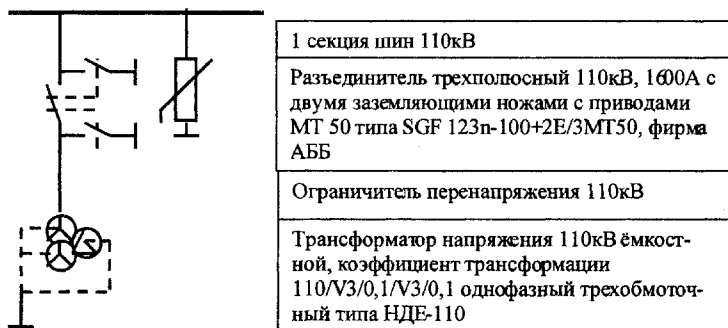 1 секция шин 110кВ
Разъединитель трехполюсный 110кВ, 1600А с
двумя заземляющими ножами с приводами
МТ 50 типа SGF 123n-100+2E/3MT50, фирма
АББ
Ограничитель перенапряжения 110кВ
Трансформатор напряжения 110кВ ёмкост-
ной, коэффициент трансформации
110/V3/0,1/V3/0,1 однофазный трехобмоточ-
ный типа НДЕ-110